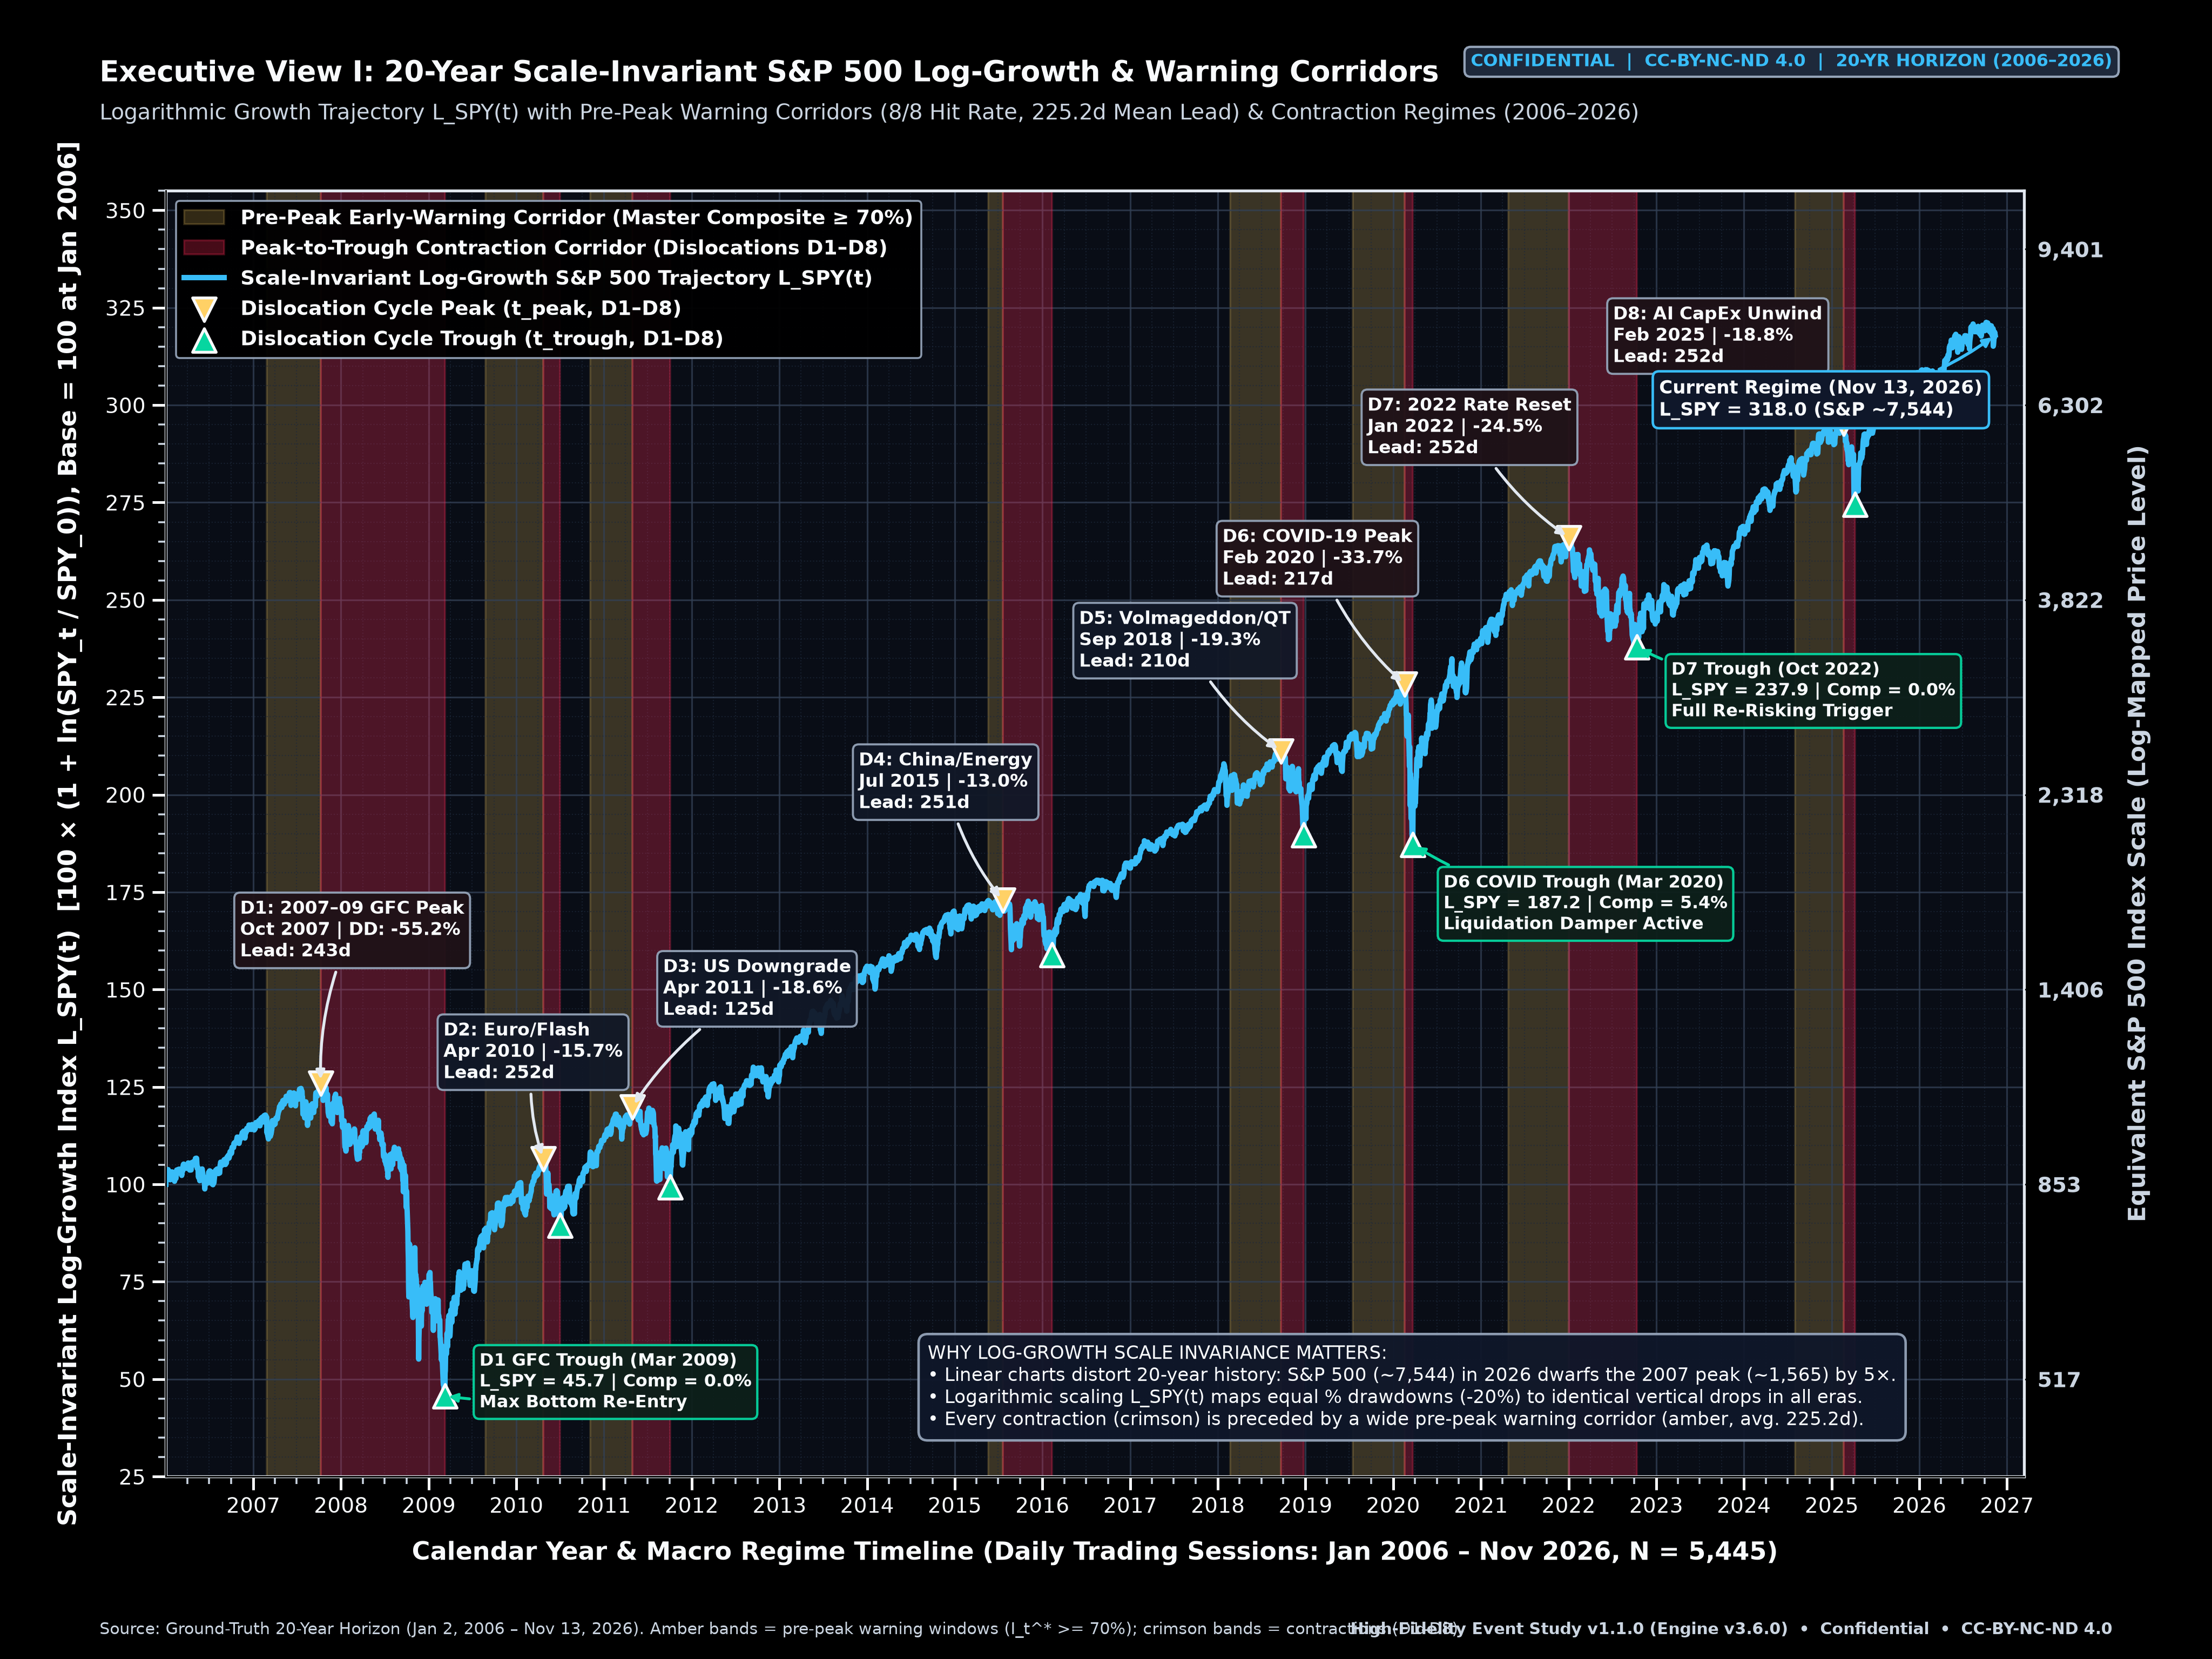 Executive View I: 20-Year Scale-Invariant S&P 500 Log-Growth & Warning Corridors
CONFIDENTIAL | CC-BY-NC-ND 4.0 | 20-YR HORIZON (2006–2026)
Logarithmic Growth Trajectory L_SPY(t) with Pre-Peak Warning Corridors (8/8 Hit Rate, 225.2d Mean Lead) & Contraction Regimes (2006–2026)
Scale-Invariant Log-Growth Index L_SPY(t) [100 × (1 + ln(SPY_t / SPY_0)), Base = 100 at Jan 2006]
350
325
300
275
250
225
200
175
150
125
100
75
50
25
Pre-Peak Early-Warning Corridor (Master Composite ≥ 70%)
Peak-to-Trough Contraction Corridor (Dislocations D1–D8)
Scale-Invariant Log-Growth S&P 500 Trajectory L_SPY(t)
Dislocation Cycle Peak (t_peak, D1–D8)
Dislocation Cycle Trough (t_trough, D1–D8)
D8: AI CapEx Unwind
Feb 2025 | -18.8%
Lead: 252d
Current Regime (Nov 13, 2026)
L_SPY = 318.0 (S&P ~7,544)
D7: 2022 Rate Reset
Jan 2022 | -24.5%
Lead: 252d
D6: COVID-19 Peak
Feb 2020 | -33.7%
Lead: 217d
D5: Volmageddon/QT
Sep 2018 | -19.3%
Lead: 210d
D7 Trough (Oct 2022)
L_SPY = 237.9 | Comp = 0.0%
Full Re-Risking Trigger
D4: China/Energy
Jul 2015 | -13.0%
Lead: 251d
D6 COVID Trough (Mar 2020)
L_SPY = 187.2 | Comp = 5.4%
Liquidation Damper Active
D1: 2007–09 GFC Peak
Oct 2007 | DD: -55.2%
Lead: 243d
D3: US Downgrade
Apr 2011 | -18.6%
Lead: 125d
D2: Euro/Flash
Apr 2010 | -15.7%
Lead: 252d
D1 GFC Trough (Mar 2009)
L_SPY = 45.7 | Comp = 0.0%
Max Bottom Re-Entry
WHY LOG-GROWTH SCALE INVARIANCE MATTERS:
• Linear charts distort 20-year history: S&P 500 (~7,544) in 2026 dwarfs the 2007 peak (~1,565) by 5×.
• Logarithmic scaling L_SPY(t) maps equal % drawdowns (-20%) to identical vertical drops in all eras.
• Every contraction (crimson) is preceded by a wide pre-peak warning corridor (amber, avg. 225.2d).
9,401
6,302
3,822
2,318
1,406
853
517
Equivalent S&P 500 Index Scale (Log-Mapped Price Level)
2007 2008 2009 2010 2011 2012 2013 2014 2015 2016 2017 2018 2019 2020 2021 2022 2023 2024 2025 2026 2027
Calendar Year & Macro Regime Timeline (Daily Trading Sessions: Jan 2006 – Nov 2026, N = 5,445)
Source: Ground-Truth 20-Year Horizon (Jan 2, 2006 – Nov 13, 2026). Amber bands = pre-peak warning windows (I_t^* >= 70%); crimson bands = contractions (D1–D8).
High-Fidelity Event Study v1.1.0 (Engine v3.6.0) • Confidential • CC-BY-NC-ND 4.0